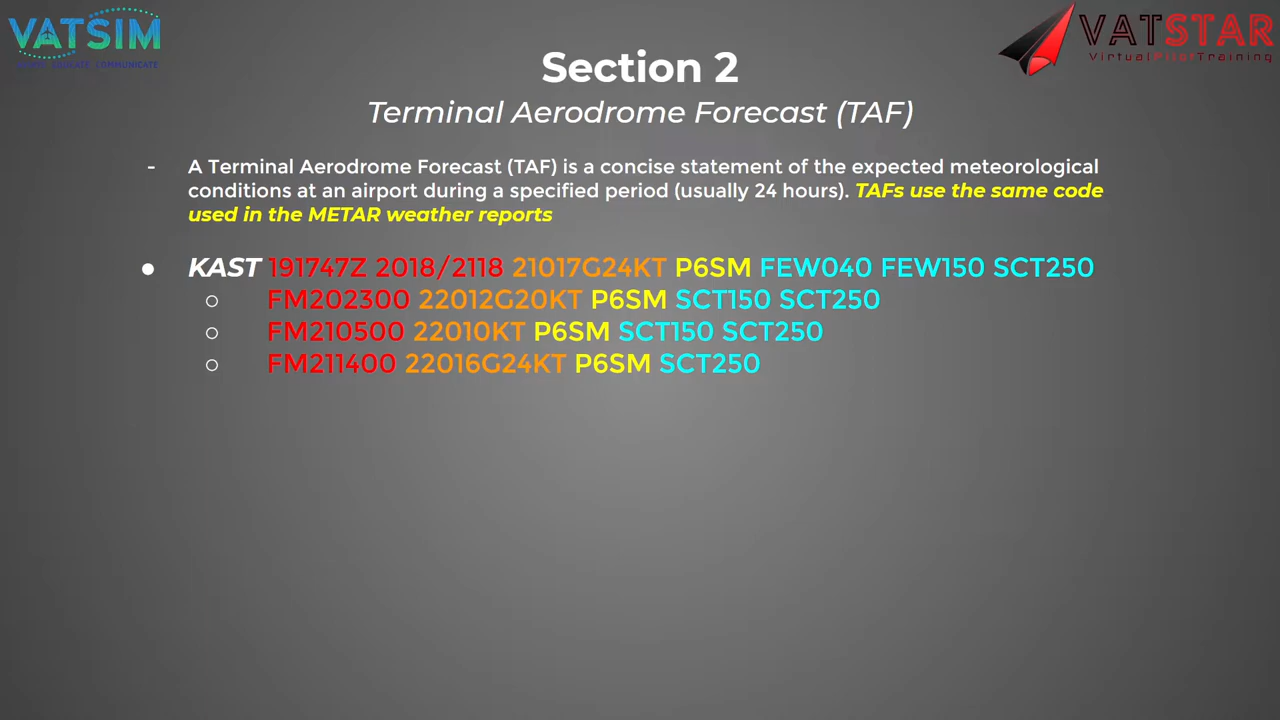 VATSIM
EDUCATE COMMUNICATE
VATSTAR
VirtualPilotTraining
Section 2
Terminal Aerodrome Forecast (TAF)
- A Terminal Aerodrome Forecast (TAF) is a concise statement of the expected meteorological
conditions at an airport during a specified period (usually 24 hours). TAFs use the same code
used in the METAR weather reports
● KAST 191747Z 2018/2118 21017G24KT P6SM FEW040 FEW150 SCT250
○ FM202300 22012G20KT P6SM SCT150 SCT250
○ FM210500 22010KT P6SM SCT150 SCT250
○ FM211400 22016G24KT P6SM SCT250